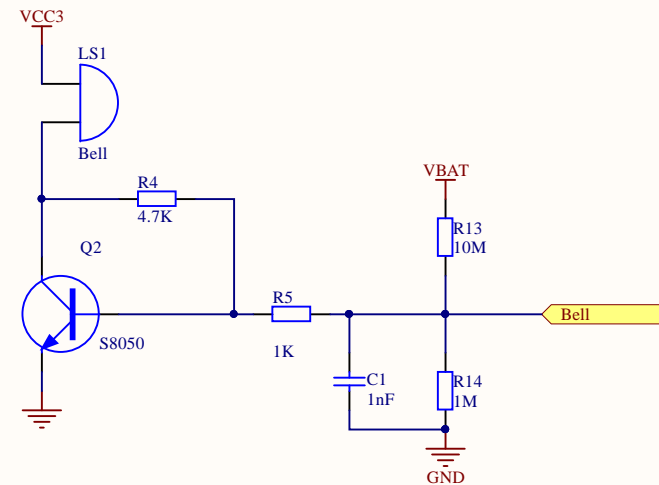 VCC3
LS1
Bell
R4
4.7K
VBAT
R13
10M
Q2
S8050
R5
1K
Bell
C1
1nF
R14
1M
GND